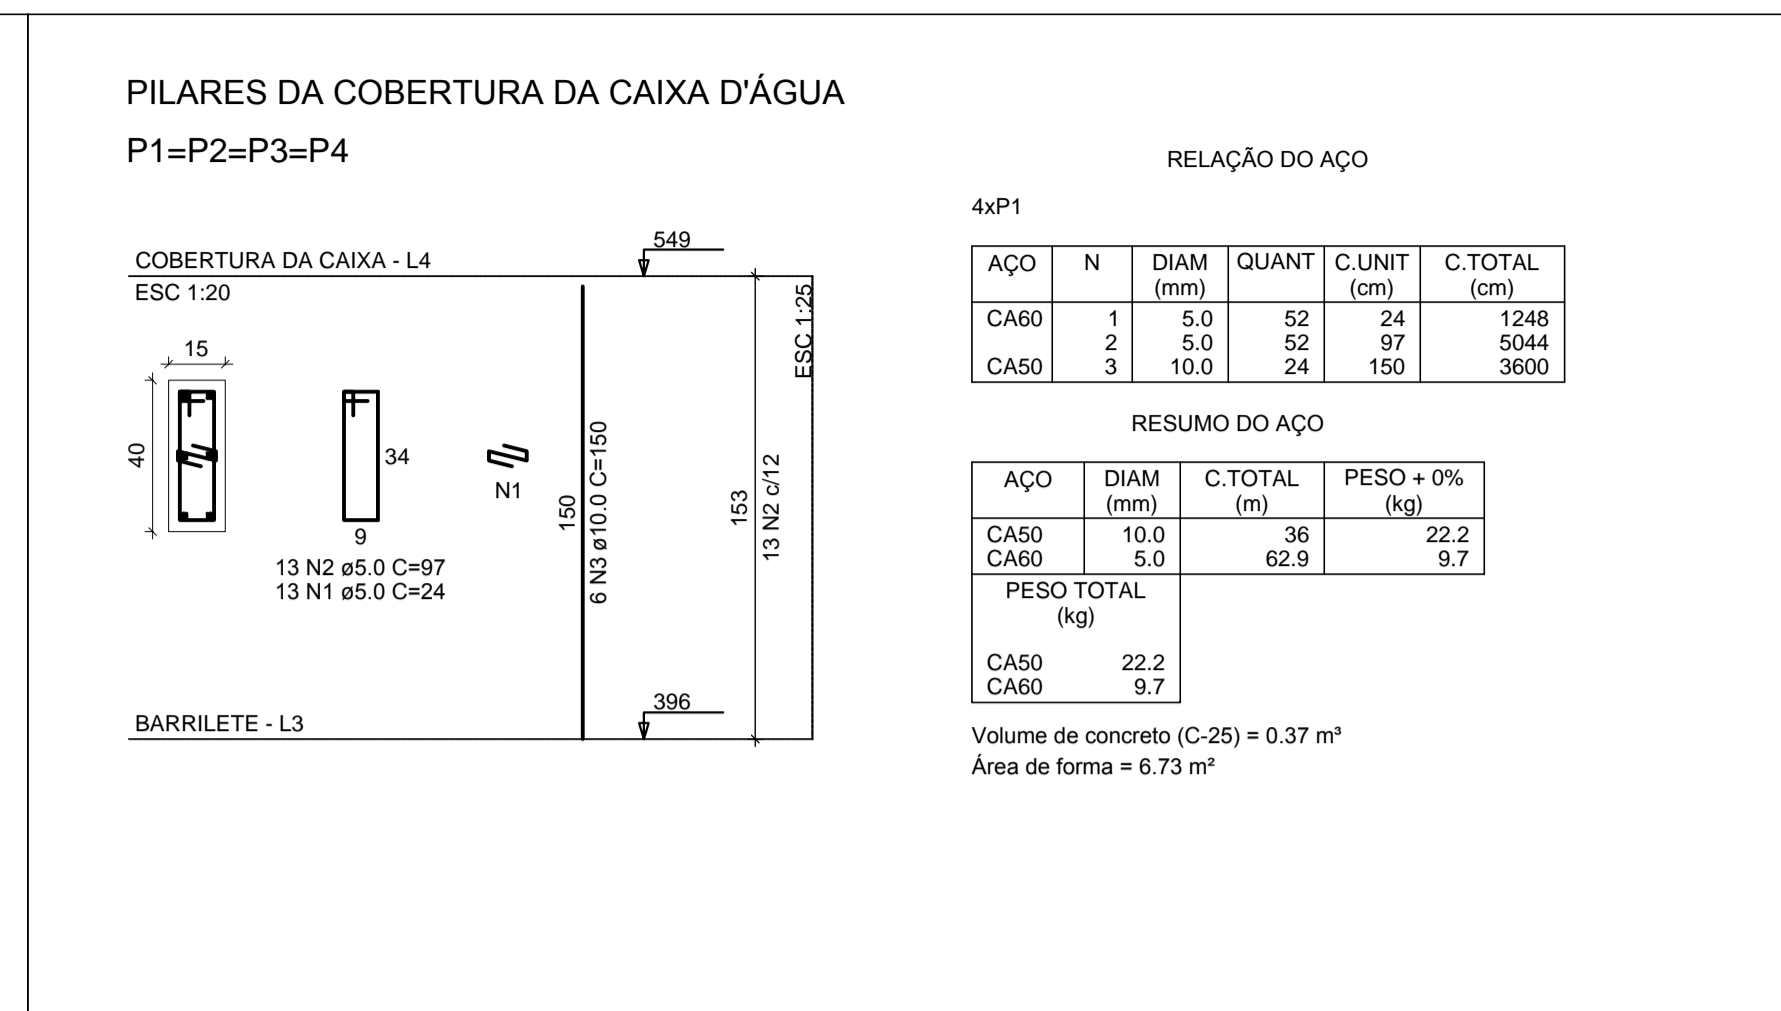 PILARES DA COBERTURA DA CAIXA D'ÁGUA
P1=P2=P3=P4
COBERTURA DA CAIXA - L4
549
ESC 1:20
ESC 1:25
15
40
34
9
N1
13 N2 ø5.0 C=97
13 N1 ø5.0 C=24
150
6 N3 ø10.0 C=150
153
13 N2 c/12
BARRILETE - L3
396
RELAÇÃO DO AÇO
4xP1
AÇO N DIAM QUANT C.UNIT C.TOTAL
(mm) (cm) (cm)
CA60 1 5.0 52 24 1248
2 5.0 52 97 5044
CA50 3 10.0 24 150 3600
RESUMO DO AÇO
AÇO DIAM C.TOTAL PESO + 0%
(mm) (m) (kg)
CA50 10.0 36 22.2
CA60 5.0 62.9 9.7
PESO TOTAL
(kg)
CA50 22.2
CA60 9.7
Volume de concreto (C-25) = 0.37 m³
Área de forma = 6.73 m²